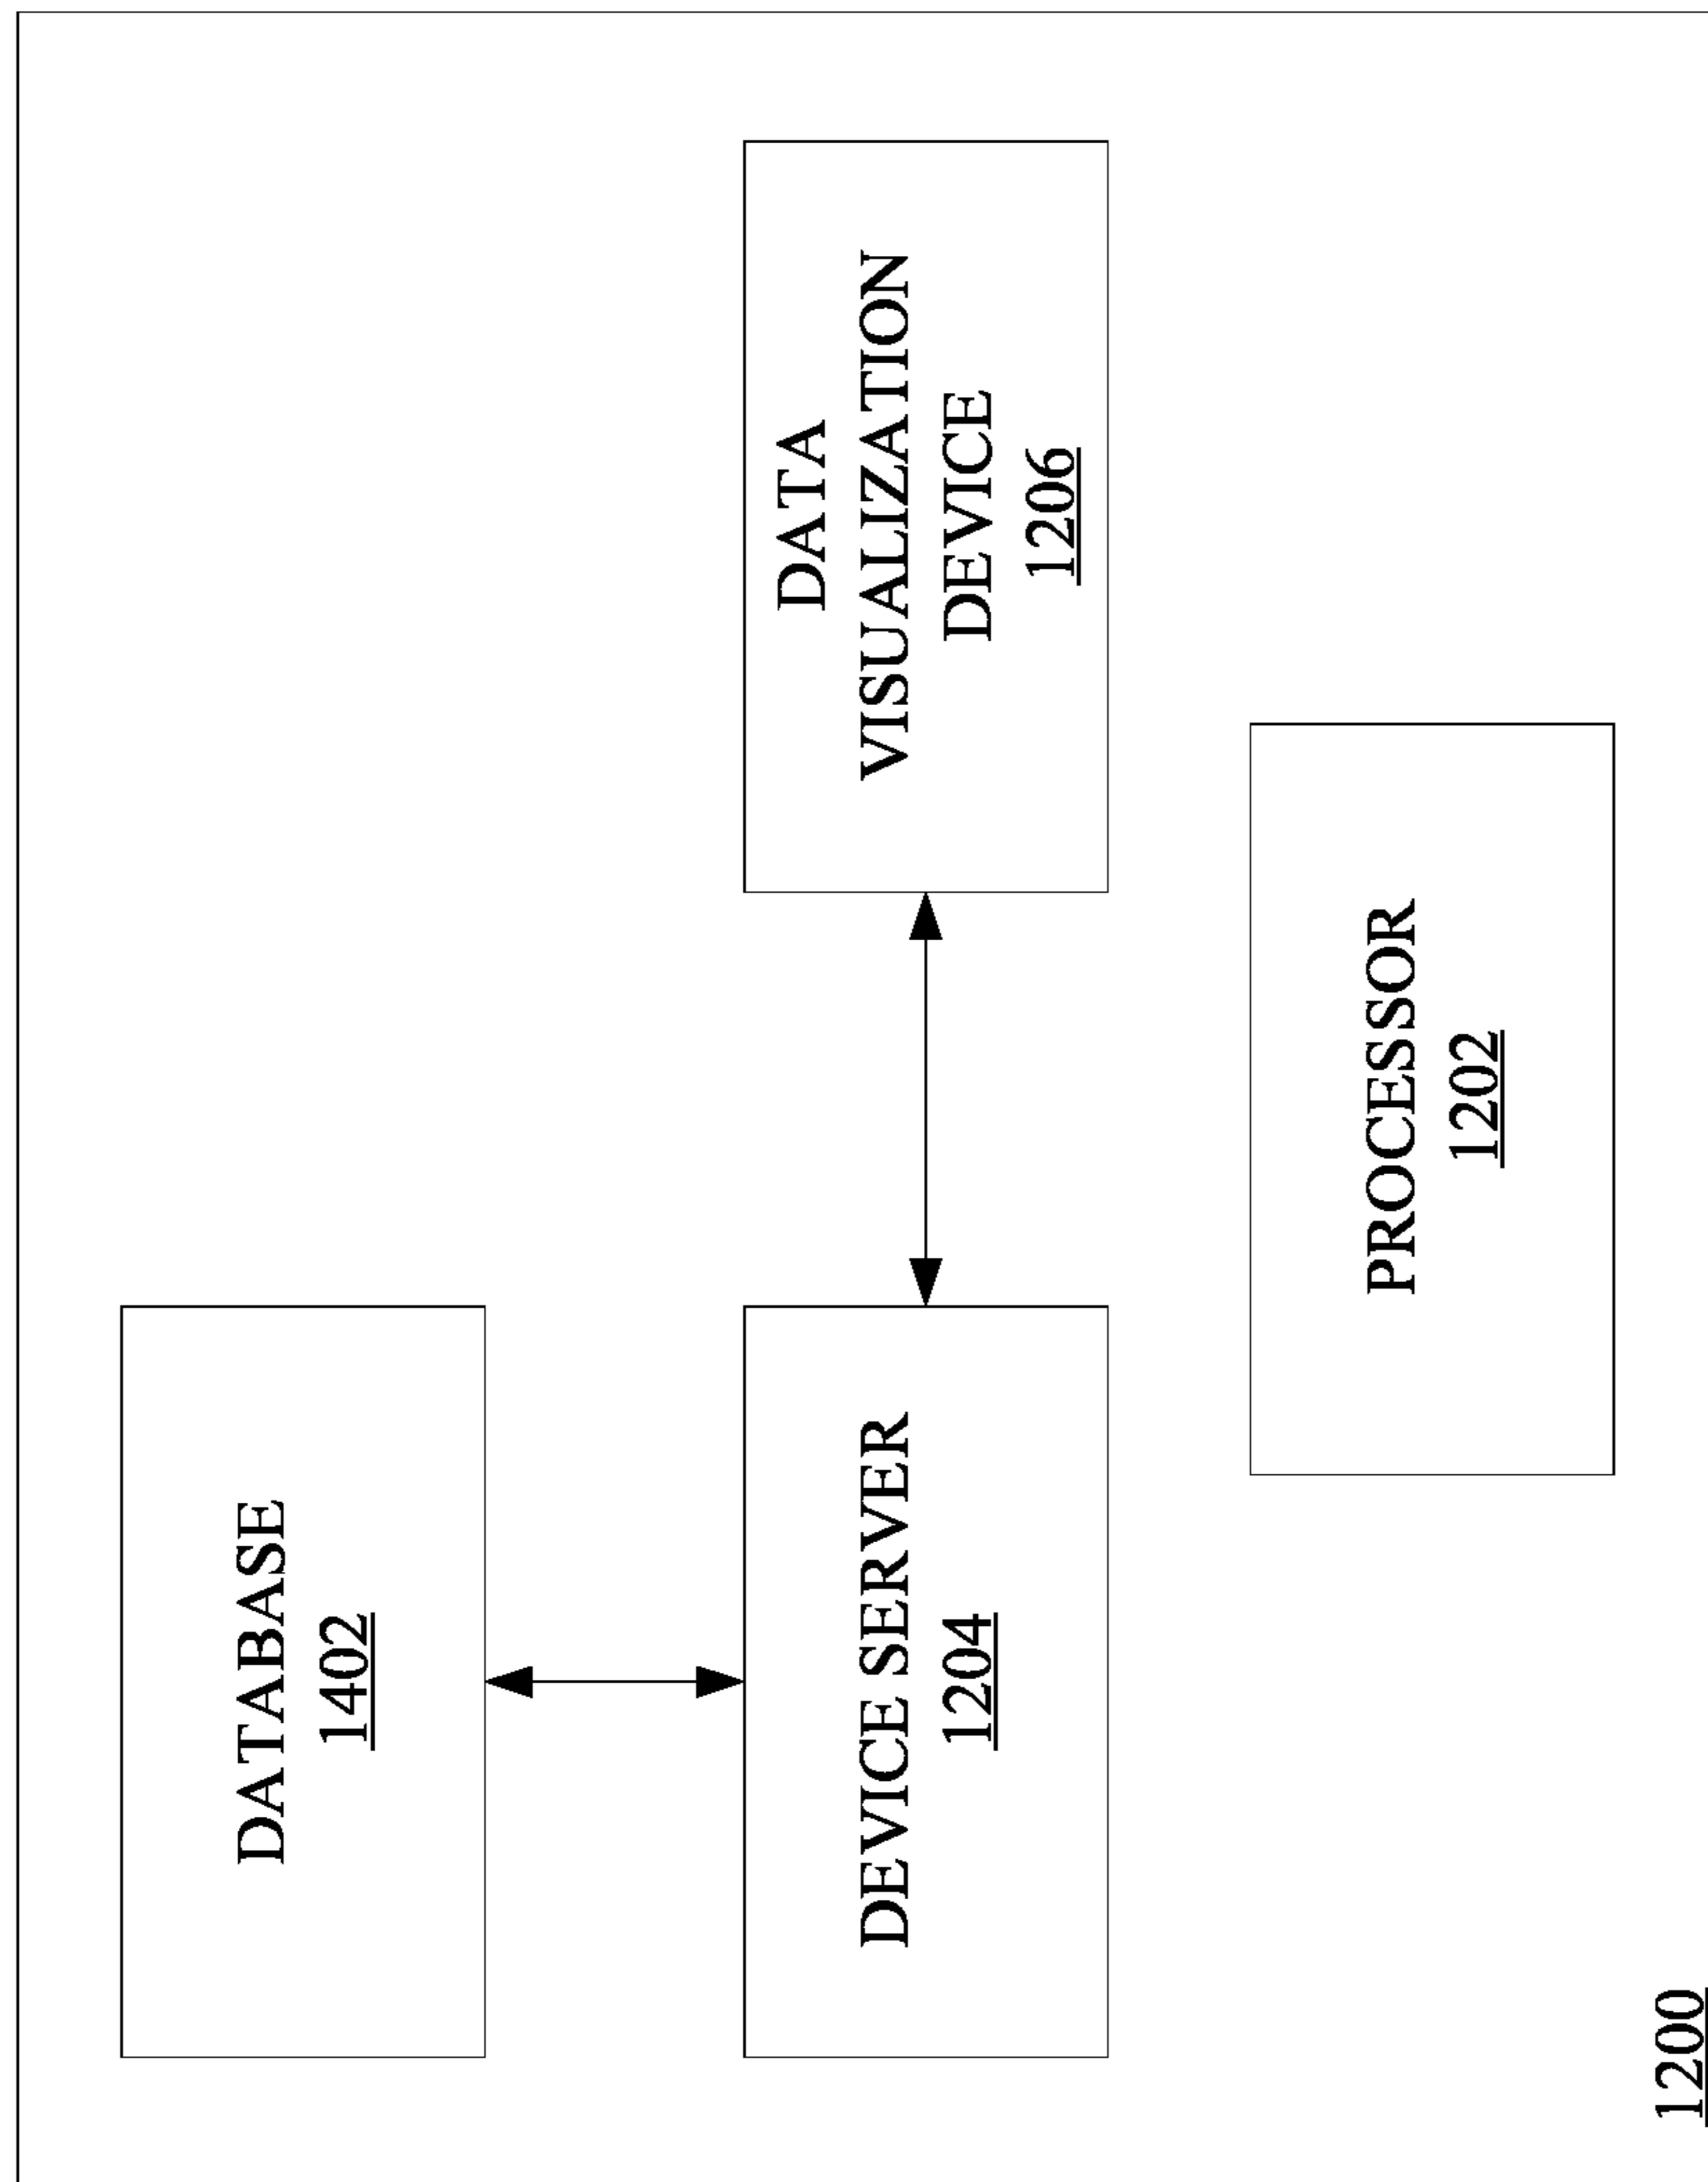 DATABASE
1402
DEVICE SERVER
1204
DATA
VISUALIZATION
DEVICE
1206
PROCESSOR
1202
1200